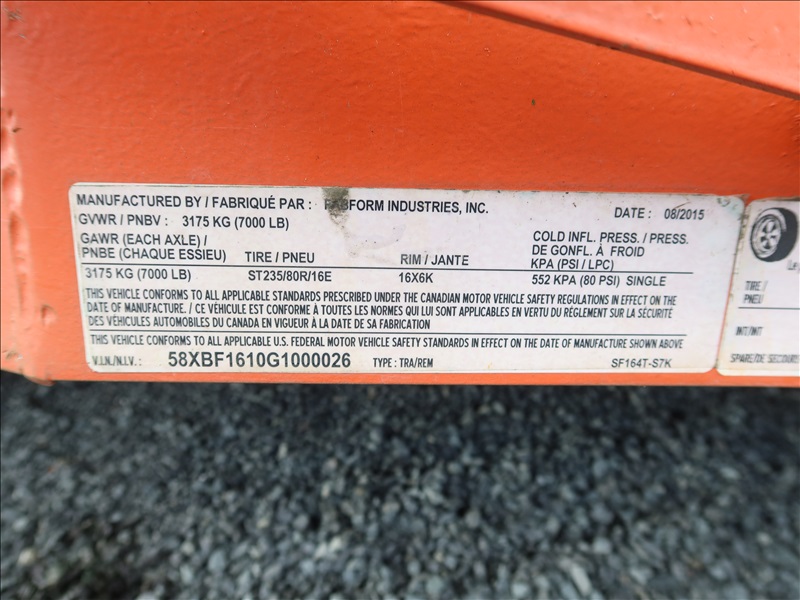 MANUFACTURED BY / FABRIQUÉ PAR : FABFORM INDUSTRIES, INC. DATE : 08/2015
GVWR / PNBV : 3175 KG (7000 LB)
GAWR (EACH AXLE) / PNBE (CHAQUE ESSIEU) TIRE / PNEU RIM / JANTE COLD INFL. PRESS. / PRESS. DE GONFL. À FROID KPA (PSI / LPC)
3175 KG (7000 LB) ST235/80R/16E 16X6K 552 KPA (80 PSI) SINGLE
THIS VEHICLE CONFORMS TO ALL APPLICABLE STANDARDS PRESCRIBED UNDER THE CANADIAN MOTOR VEHICLE SAFETY REGULATIONS IN EFFECT ON THE
DATE OF MANUFACTURE. / CE VÉHICULE EST CONFORME À TOUTES LES NORMES QUI LUI SONT APPLICABLES EN VERTU DU RÉGLEMENT SUR LA SÉCURITÉ
DES VÉHICULES AUTOMOBILES DU CANADA EN VIGUEUR À LA DATE DE SA FABRICATION
THIS VEHICLE CONFORMS TO ALL APPLICABLE U.S. FEDERAL MOTOR VEHICLE SAFETY STANDARDS IN EFFECT ON THE DATE OF MANUFACTURE SHOWN ABOVE
V.I.N./N.I.V.: 58XBF1610G1000026 TYPE : TRA/REM SF164T-S7K
TIRE /
PNEU
INT/INT
SPARE/DE SECOURS